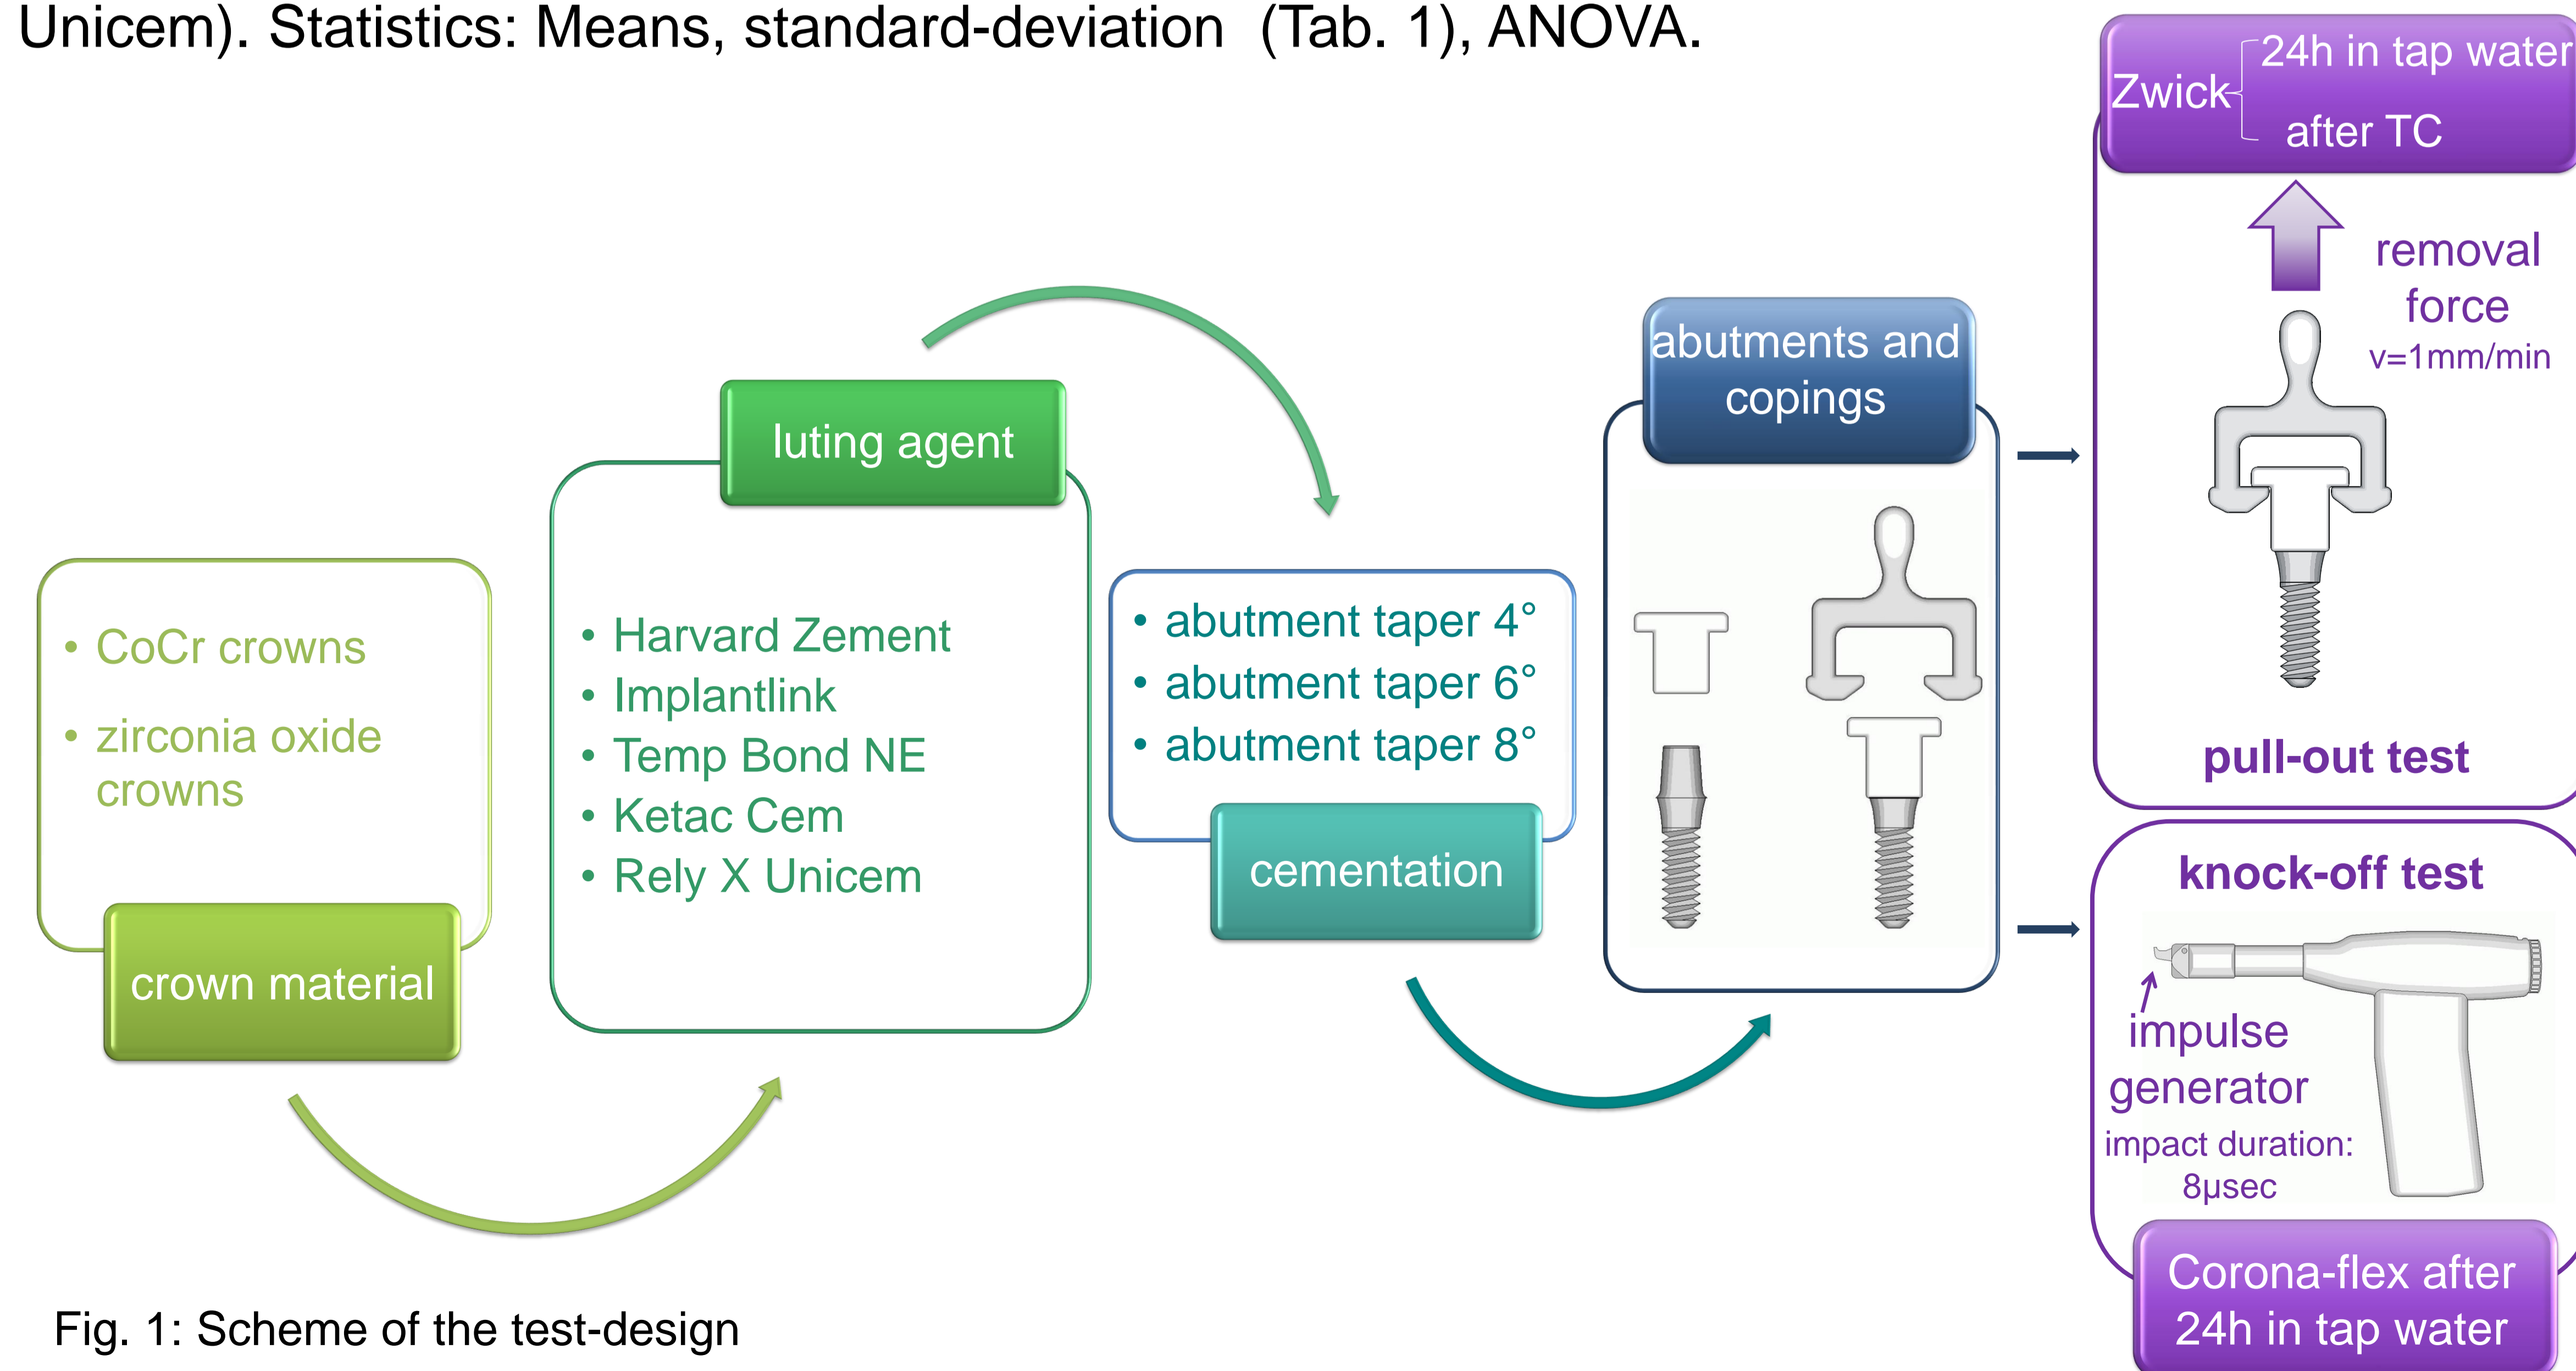 Unicem). Statistics: Means, standard-deviation (Tab. 1), ANOVA.
• CoCr crowns
• zirconia oxide
crowns
crown material
luting agent
• Harvard Zement
• Implantlink
• Temp Bond NE
• Ketac Cem
• Rely X Unicem
• abutment taper 4°
• abutment taper 6°
• abutment taper 8°
cementation
abutments and
copings
Zwick
24h in tap water
after TC
removal
force
v=1mm/min
pull-out test
knock-off test
impulse
generator
impact duration:
8µsec
Corona-flex after
24h in tap water
Fig. 1: Scheme of the test-design